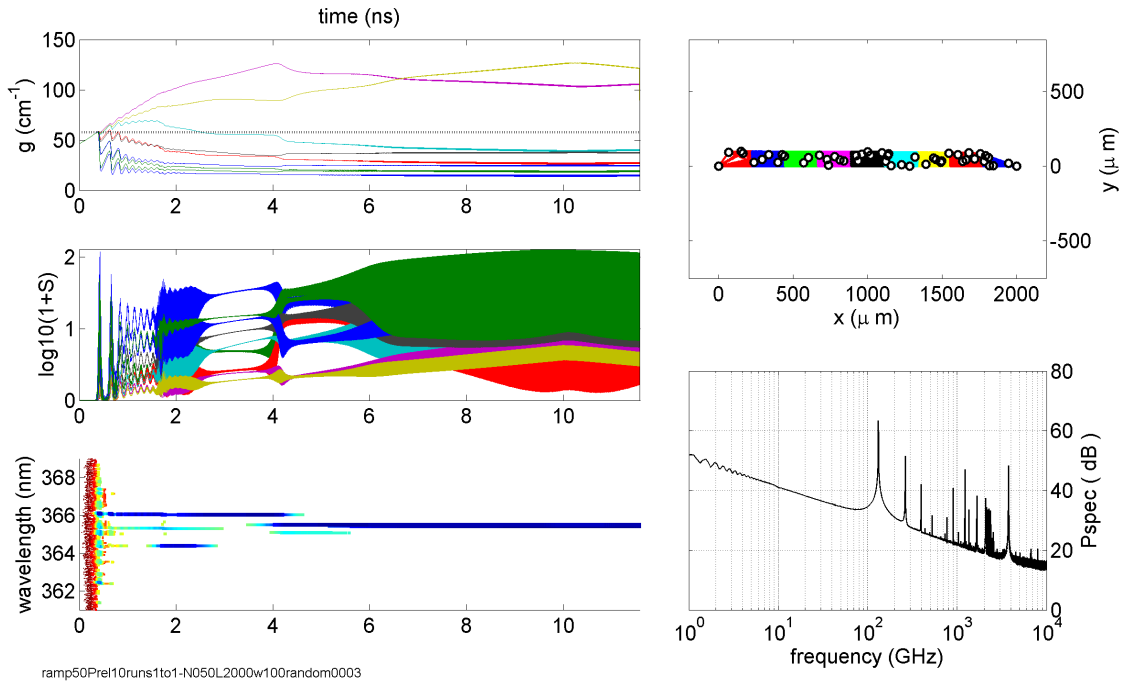 time (ns)
150
100
50
0
g (cm⁻¹)
0 2 4 6 8 10
2
1
0
log10(1+S)
0 2 4 6 8 10
368
366
364
362
wavelength (nm)
0 2 4 6 8 10
500
0
-500
y (μ m)
0 500 1000 1500 2000
x (μ m)
80
60
40
20
0
Pspec ( dB )
10⁰ 10¹ 10² 10³ 10⁴
frequency (GHz)
ramp50Prel10runs1to1-N050L2000w100random0003